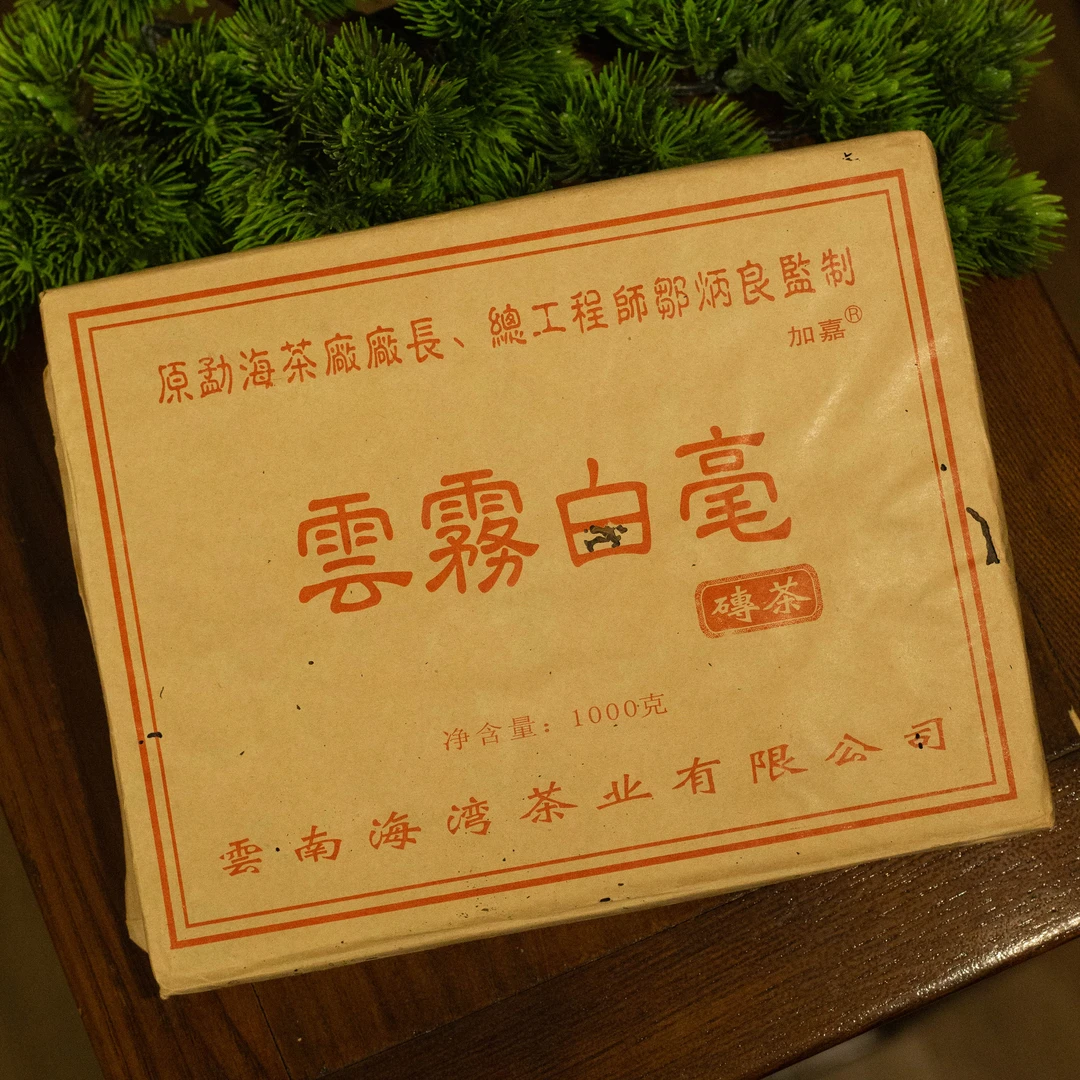 原勐海茶廠廠長、總工程師鄒炳良監制
加嘉®
雲霧白毫
磚茶
净含量：1000克
雲南海湾茶业有限公司